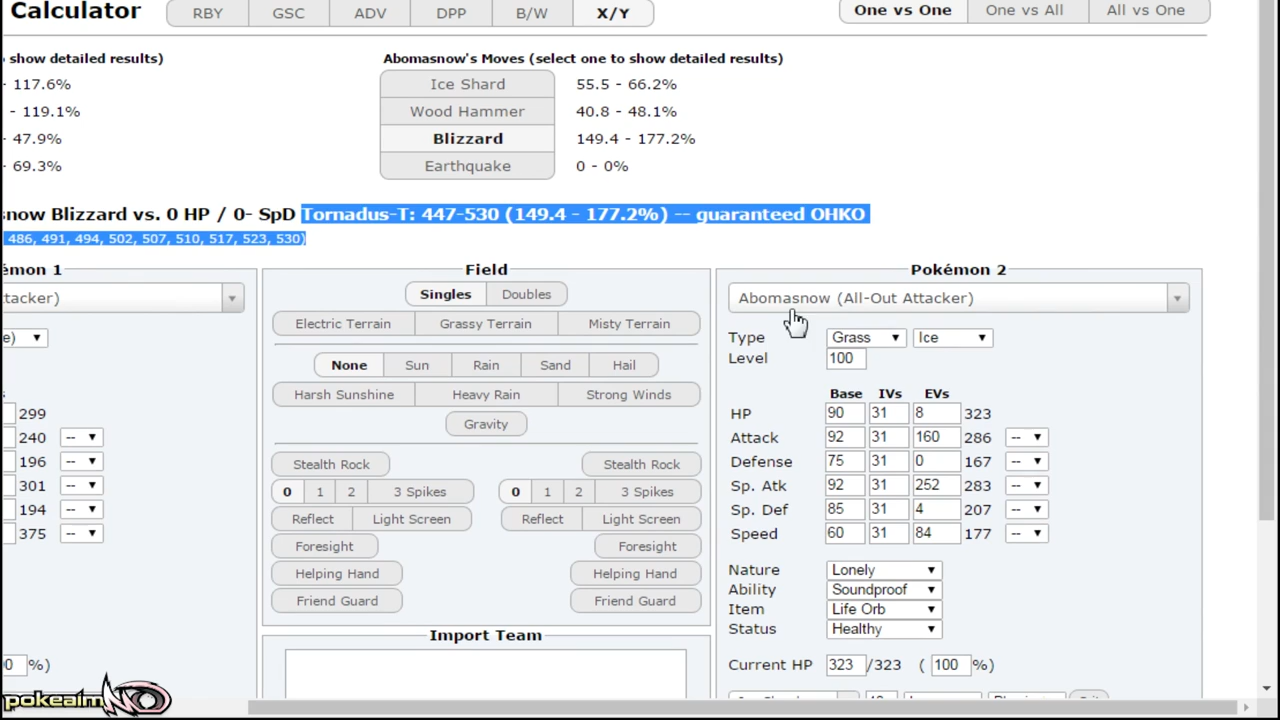 Calculator RBY GSC ADV DPP B/W X/Y One vs One One vs All All vs One
show detailed results) Abomasnow's Moves (select one to show detailed results)
- 117.6% Ice Shard 55.5 - 66.2%
- 119.1% Wood Hammer 40.8 - 48.1%
- 47.9% Blizzard 149.4 - 177.2%
- 69.3% Earthquake 0 - 0%
snow Blizzard vs. 0 HP / 0- SpD Tornadus-T: 447-530 (149.4 - 177.2%) -- guaranteed OHKO
486, 491, 494, 502, 507, 510, 517, 523, 530)
émon 1 Field Pokémon 2
ttacker) Singles Doubles Abomasnow (All-Out Attacker)
e) Electric Terrain Grassy Terrain Misty Terrain Type Grass Ice
Level 100
None Sun Rain Sand Hail
Harsh Sunshine Heavy Rain Strong Winds Base IVs EVs
299 Gravity HP 90 31 8 323
240 -- Attack 92 31 160 286 --
196 -- Stealth Rock Stealth Rock Defense 75 31 0 167 --
301 -- 0 1 2 3 Spikes 0 1 2 3 Spikes Sp. Atk 92 31 252 283 --
194 -- Reflect Light Screen Reflect Light Screen Sp. Def 85 31 4 207 --
375 -- Foresight Foresight Speed 60 31 84 177 --
Helping Hand Helping Hand Nature Lonely
Ability Soundproof
Friend Guard Friend Guard Item Life Orb
Status Healthy
Import Team
0 %) Current HP 323 /323 ( 100 %)
pokeaimMD